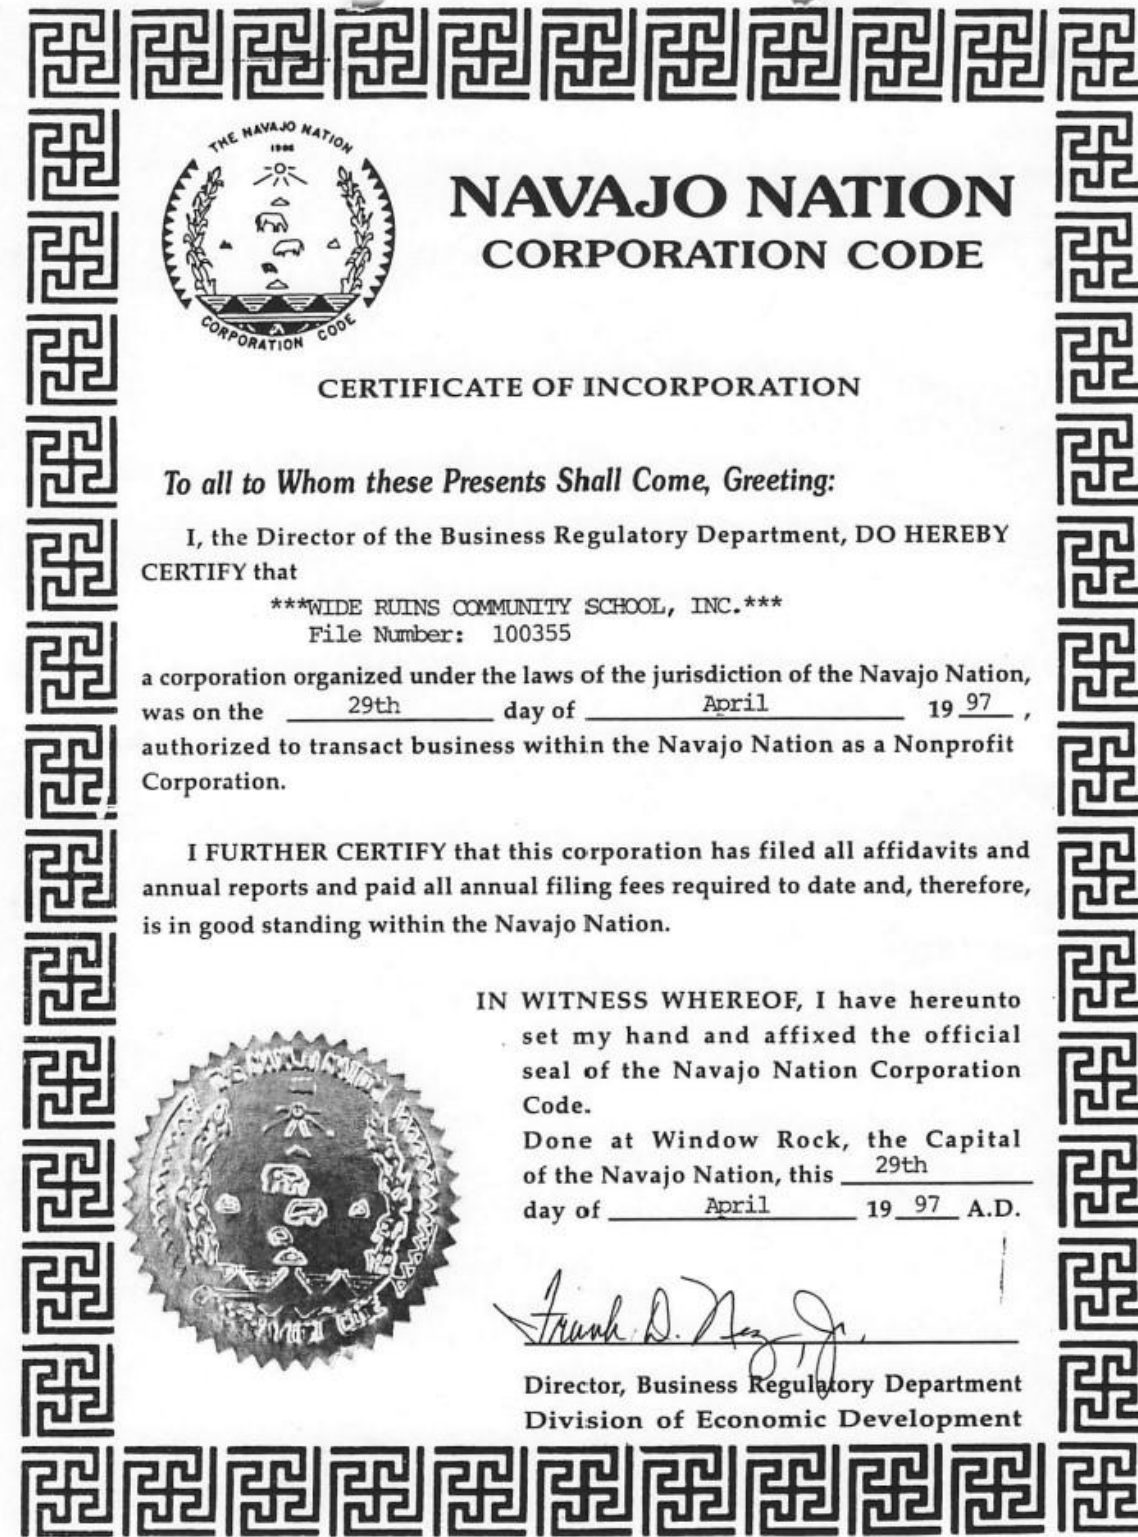 THE NAVAJO NATION
1986
CORPORATION CODE
NAVAJO NATION
CORPORATION CODE
CERTIFICATE OF INCORPORATION
To all to Whom these Presents Shall Come, Greeting:
I, the Director of the Business Regulatory Department, DO HEREBY
CERTIFY that
***WIDE RUINS COMMUNITY SCHOOL, INC.***
File Number: 100355
a corporation organized under the laws of the jurisdiction of the Navajo Nation,
was on the 29th day of April 19 97 ,
authorized to transact business within the Navajo Nation as a Nonprofit
Corporation.
I FURTHER CERTIFY that this corporation has filed all affidavits and
annual reports and paid all annual filing fees required to date and, therefore,
is in good standing within the Navajo Nation.
IN WITNESS WHEREOF, I have hereunto
set my hand and affixed the official
seal of the Navajo Nation Corporation
Code.
Done at Window Rock, the Capital
of the Navajo Nation, this 29th
day of April 19 97 A.D.
Frank D. Nez, Jr.
Director, Business Regulatory Department
Division of Economic Development